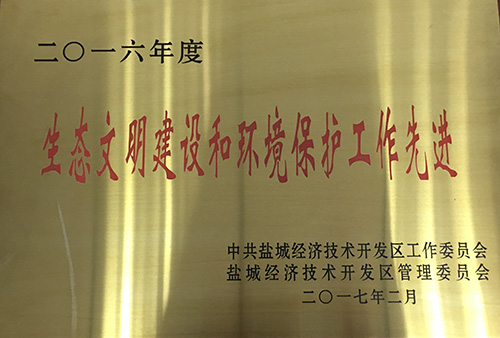 二〇一六年度
生态文明建设和环境保护工作先进
中共盐城经济技术开发区工作委员会
盐城经济技术开发区管理委员会
二〇一七年二月